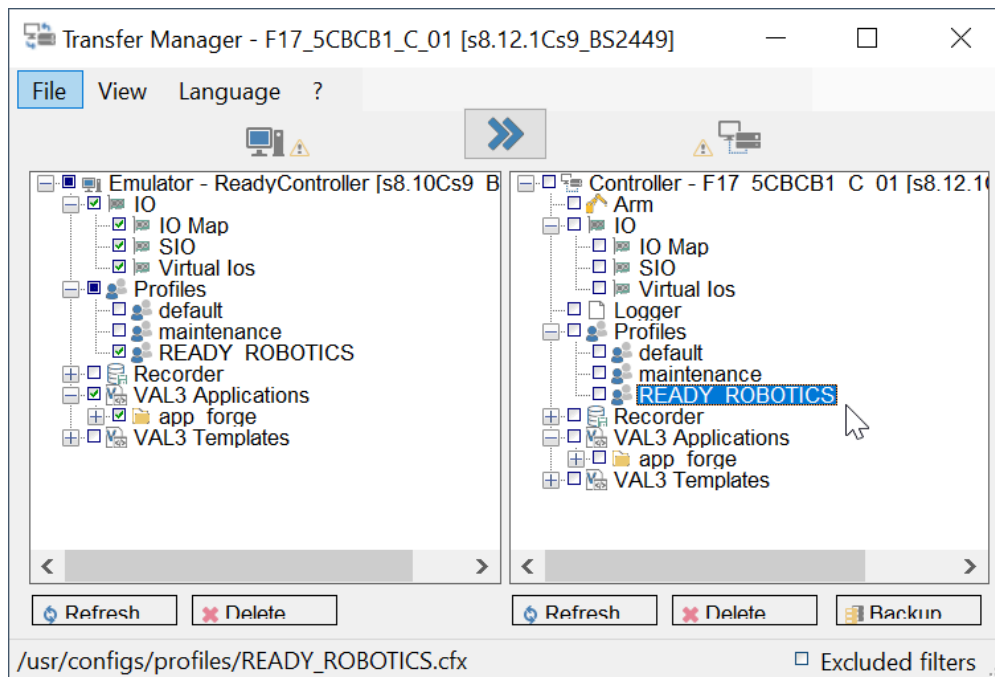 Transfer Manager - F17_5CBCB1_C_01 [s8.12.1Cs9_BS2449]
File View Language ?
Emulator - ReadyController [s8.10Cs9_B
IO
IO Map
SIO
Virtual Ios
Profiles
default
maintenance
READY_ROBOTICS
Recorder
VAL3 Applications
app_forge
VAL3 Templates
Refresh
Delete
Controller - F17_5CBCB1_C_01 [s8.12.1
Arm
IO
IO Map
SIO
Virtual Ios
Logger
Profiles
default
maintenance
READY_ROBOTICS
Recorder
VAL3 Applications
app_forge
VAL3 Templates
Refresh
Delete
Backup
/usr/configs/profiles/READY_ROBOTICS.cfx
Excluded filters